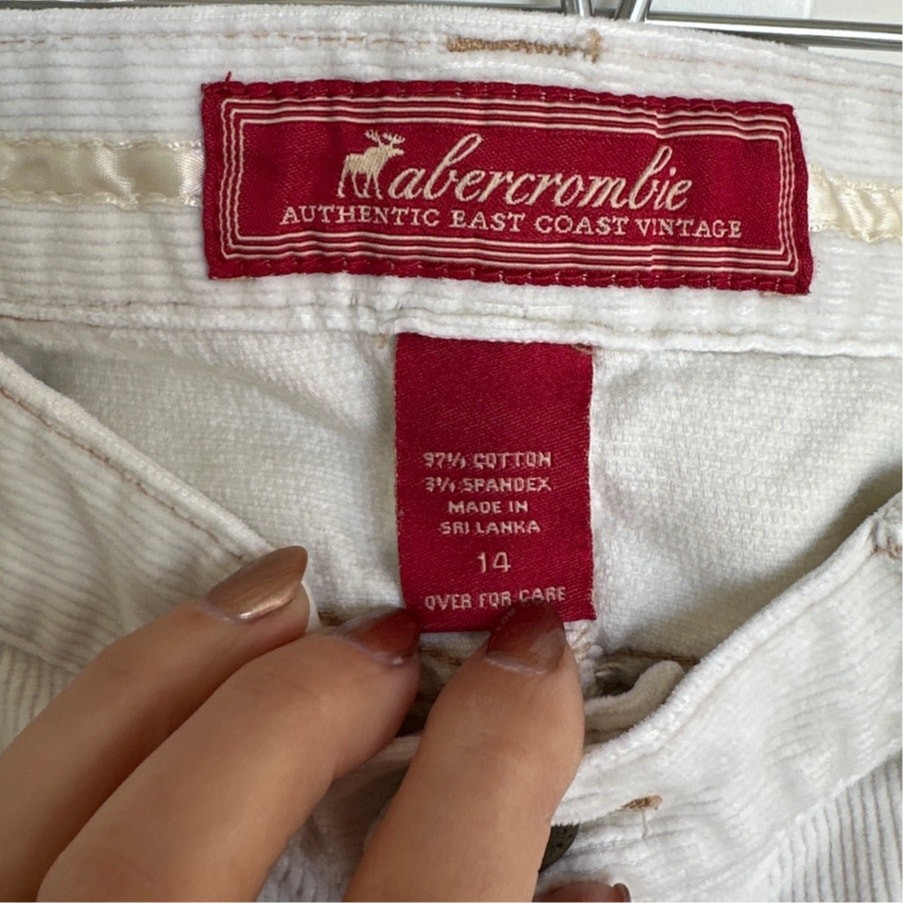 abercrombie
AUTHENTIC EAST COAST VINTAGE
97% COTTON
3% SPANDEX
MADE IN
SRI LANKA
14
OVER FOR CARE